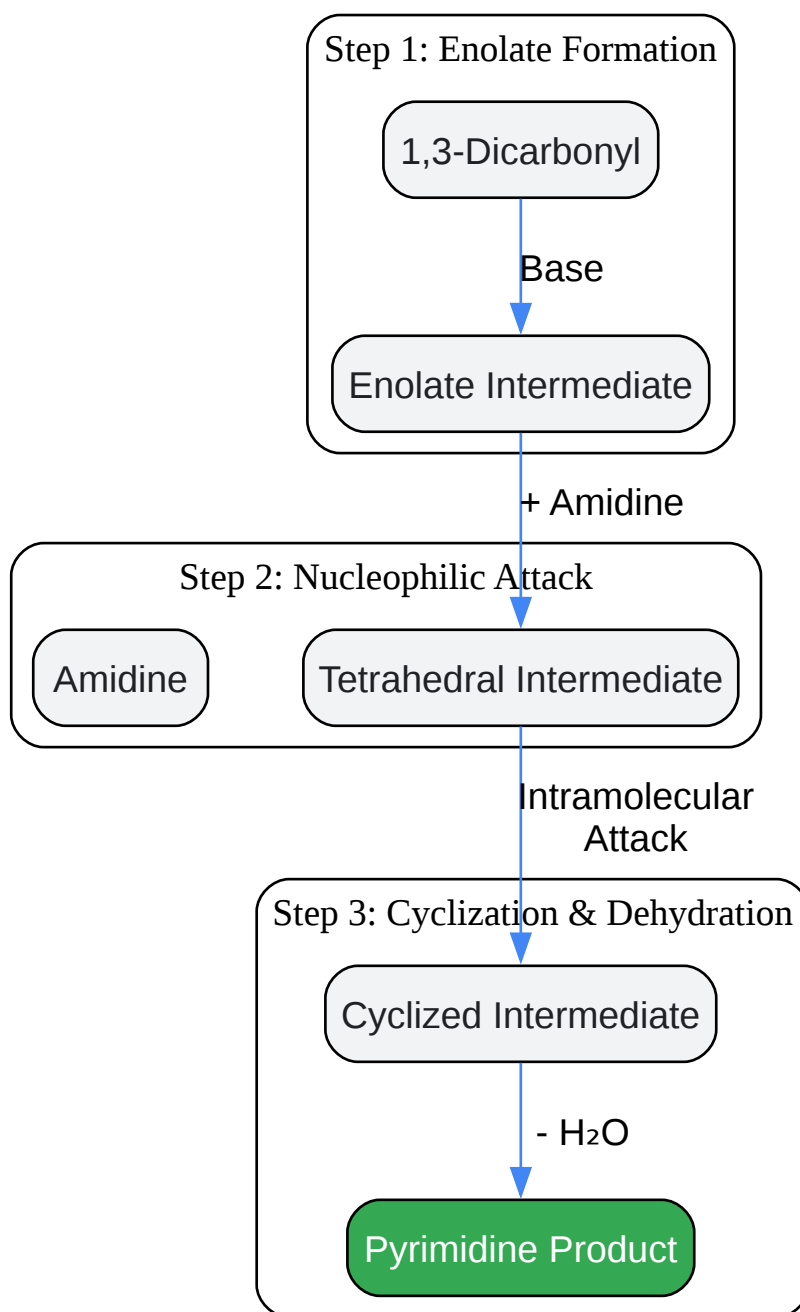 Step 1: Enolate Formation
1,3-Dicarbonyl
Base
Enolate Intermediate
+ Amidine
Step 2: Nucleophilic Attack
Amidine
Tetrahedral Intermediate
Intramolecular
Attack
Step 3: Cyclization & Dehydration
Cyclized Intermediate
- H₂O
Pyrimidine Product